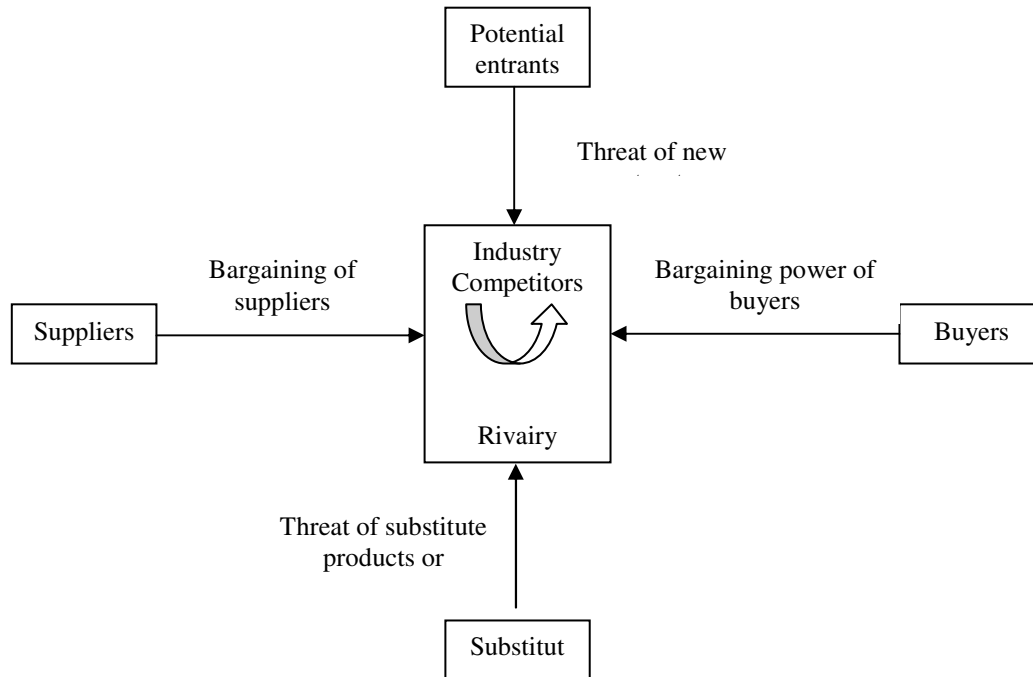 Potential
entrants
Threat of new
Industry
Competitors
Bargaining of
suppliers
Bargaining power of
buyers
Suppliers
Buyers
Rivairy
Threat of substitute
products or
Substitut